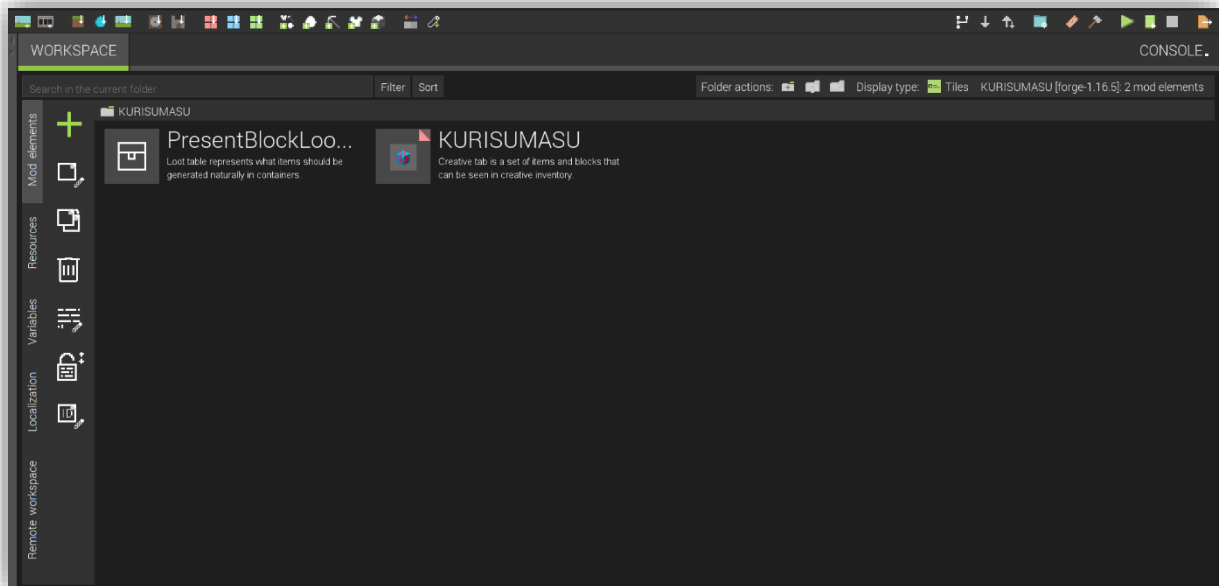 WORKSPACE
CONSOLE
Search in the current folder
Filter
Sort
Folder actions:
Display type:
Tiles
KURISUMASU [forge-1.16.5]: 2 mod elements
Mod elements
Resources
Variables
Localization
Remote workspace
KURISUMASU
PresentBlockLoo...
Loot table represents what items should be
generated naturally in containers.
KURISUMASU
Creative tab is a set of items and blocks that
can be seen in creative inventory.
ID